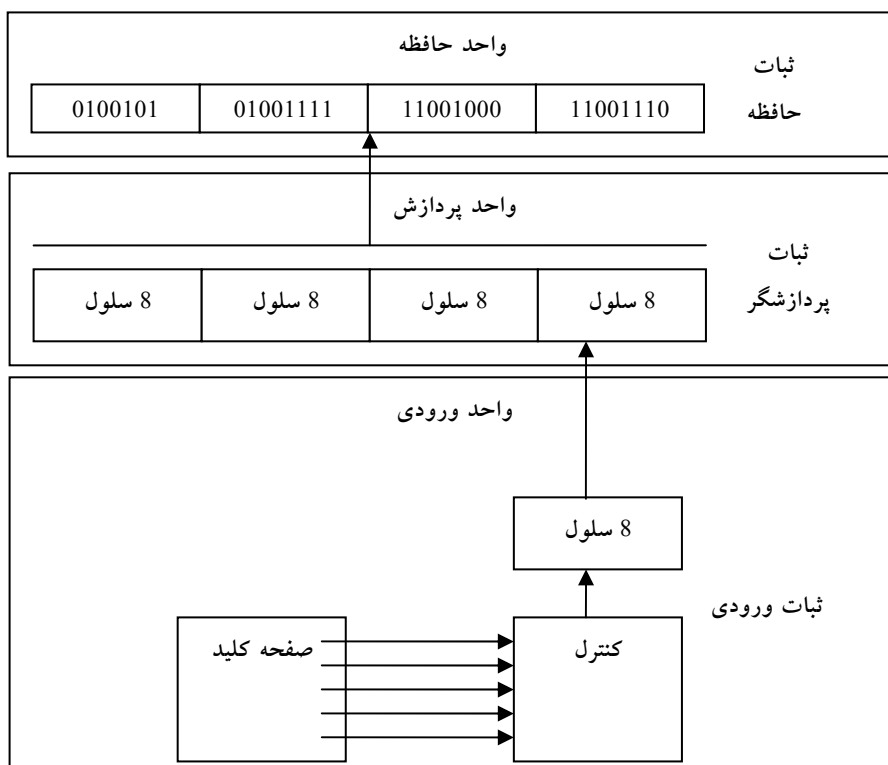 واحد حافظه
ثبات
حافظه
0100101 01001111 11001000 11001110
واحد پردازش
ثبات
پردازشگر
8 سلول 8 سلول 8 سلول 8 سلول
واحد ورودی
8 سلول
ثبات ورودی
صفحه کلید
کنترل